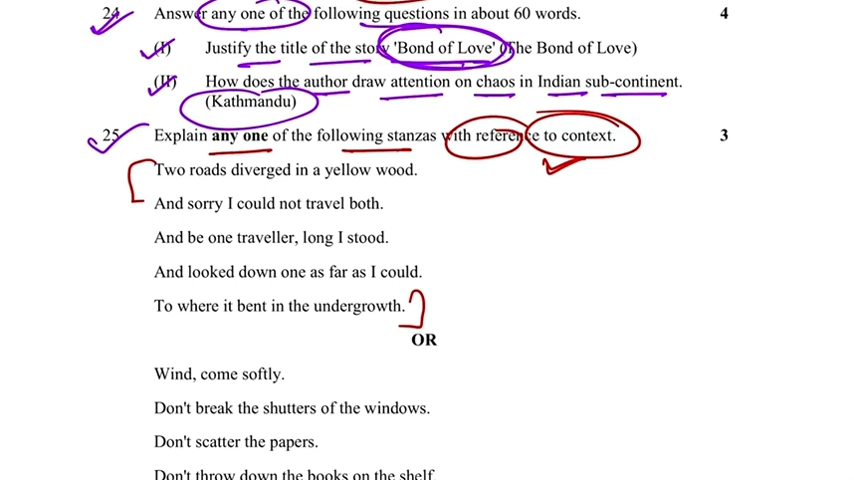 24 Answer any one of the following questions in about 60 words. 4
(I) Justify the title of the story 'Bond of Love' (The Bond of Love)
(II) How does the author draw attention on chaos in Indian sub-continent.
(Kathmandu)
25 Explain any one of the following stanzas with reference to context. 3
Two roads diverged in a yellow wood.
And sorry I could not travel both.
And be one traveller, long I stood.
And looked down one as far as I could.
To where it bent in the undergrowth.
OR
Wind, come softly.
Don't break the shutters of the windows.
Don't scatter the papers.
Don't throw down the books on the shelf.